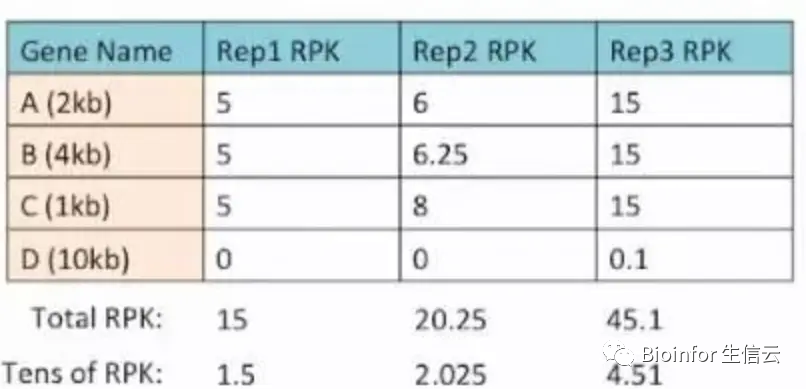 Gene Name Rep1 RPK Rep2 RPK Rep3 RPK
A (2kb) 5 6 15
B (4kb) 5 6.25 15
C (1kb) 5 8 15
D (10kb) 0 0 0.1
Total RPK: 15 20.25 45.1
Tens of RPK: 1.5 2.025 4.51
Bioinfor 生信云